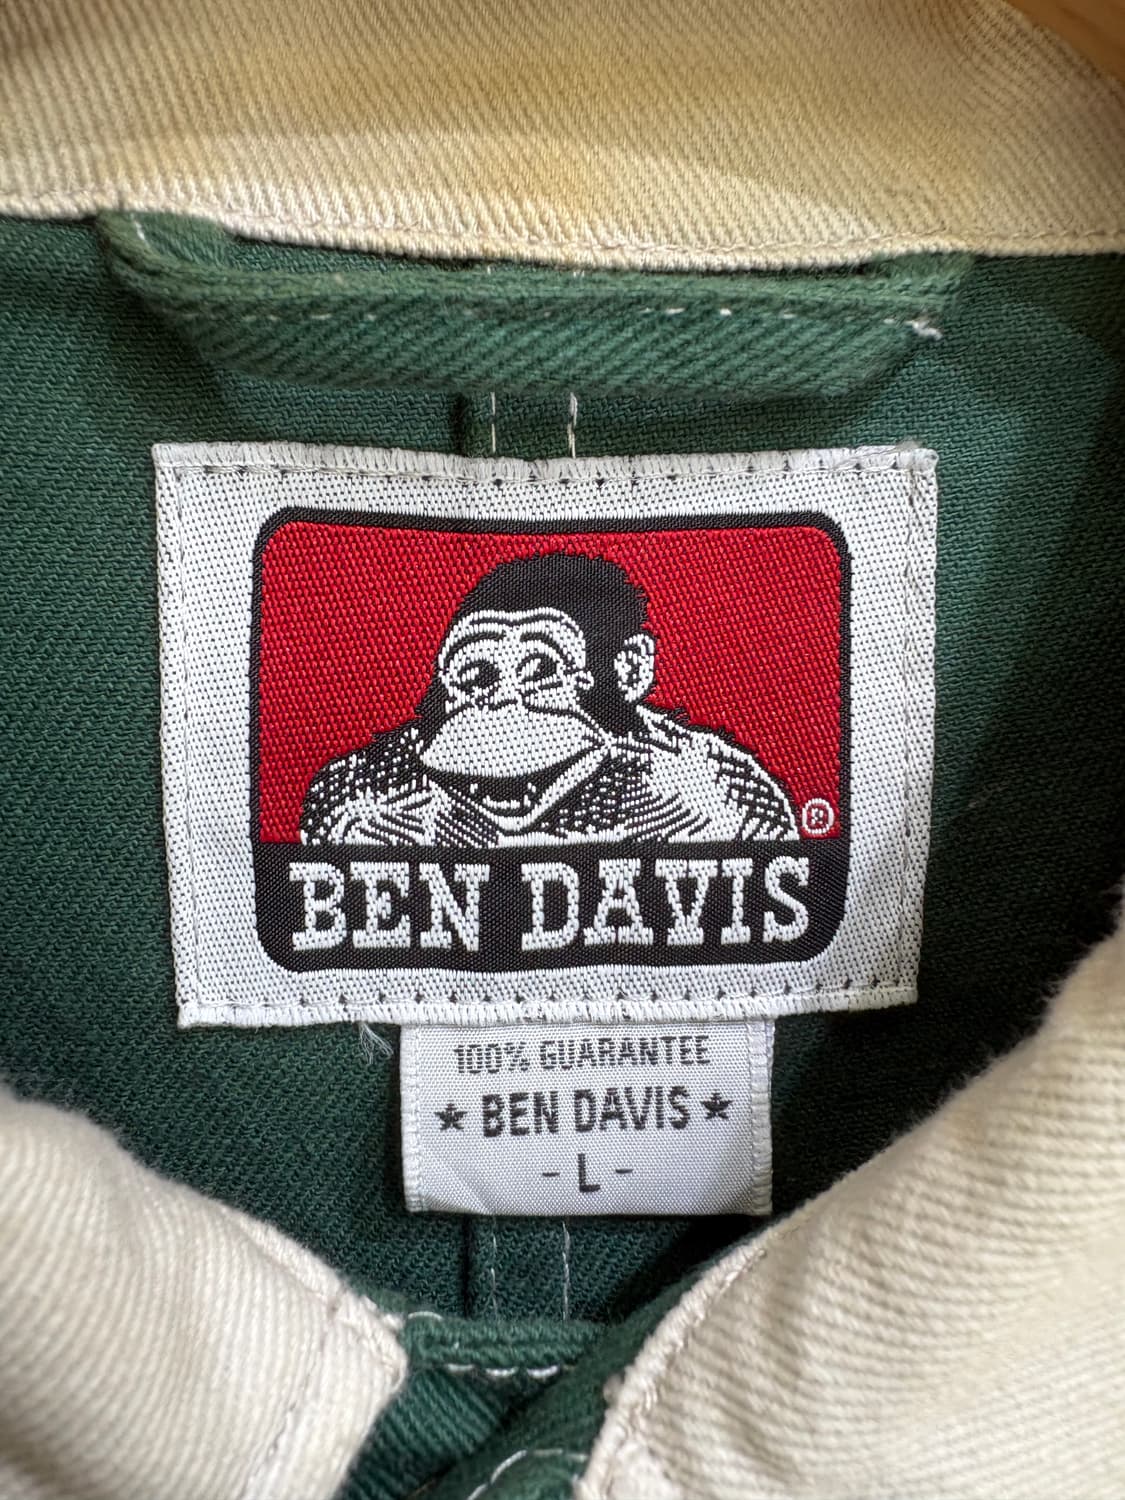 ®
BEN DAVIS
100% GUARANTEE
★ BEN DAVIS ★
- L -